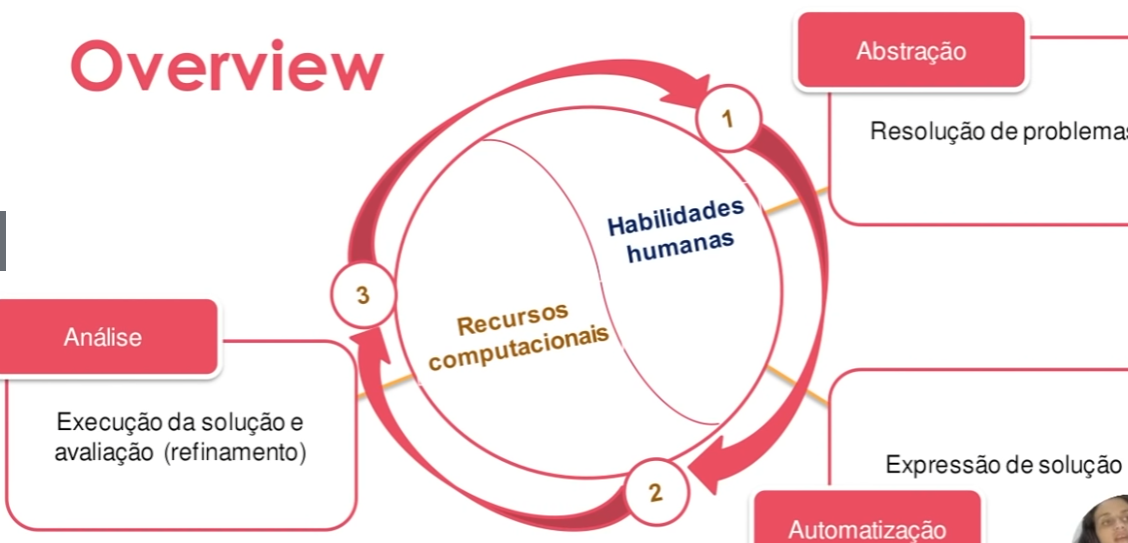 Overview
Abstração
Resolução de problemas
1
Habilidades
humanas
3
Recursos
computacionais
Análise
Execução da solução e
avaliação (refinamento)
2
Expressão de solução
Automatização